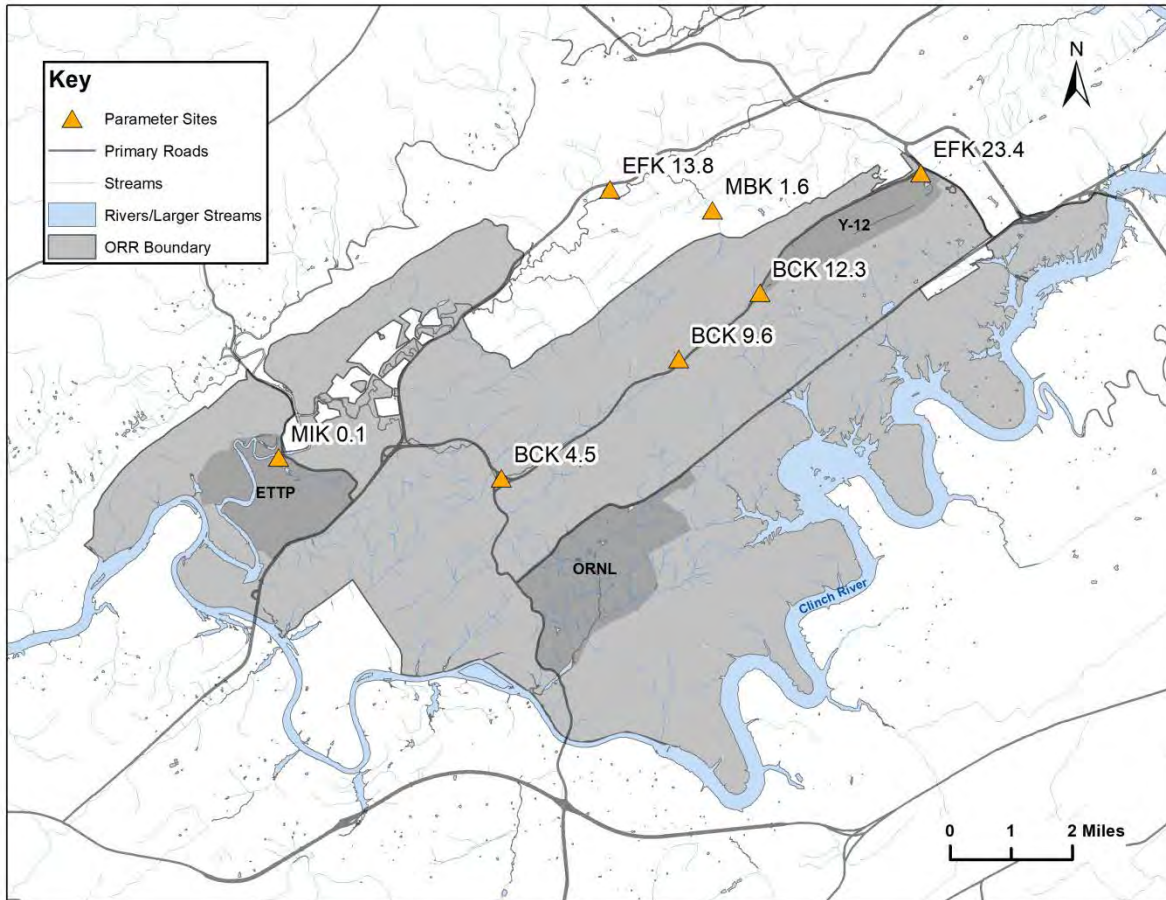 Key
Parameter Sites
Primary Roads
Streams
Rivers/Larger Streams
ORR Boundary
N
EFK 23.4
EFK 13.8
MBK 1.6
Y-12
BCK 12.3
BCK 9.6
MIK 0.1
BCK 4.5
ETTP
ORNL
Clinch River
0 1 2 Miles